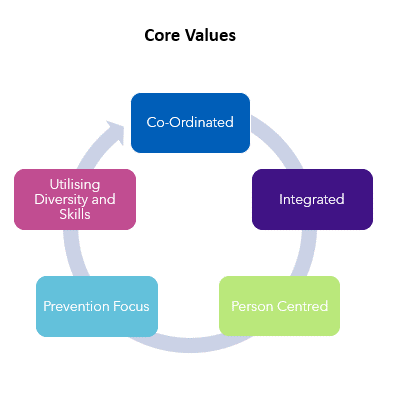 Core Values
Co-Ordinated
Integrated
Person Centred
Prevention Focus
Utilising
Diversity and
Skills